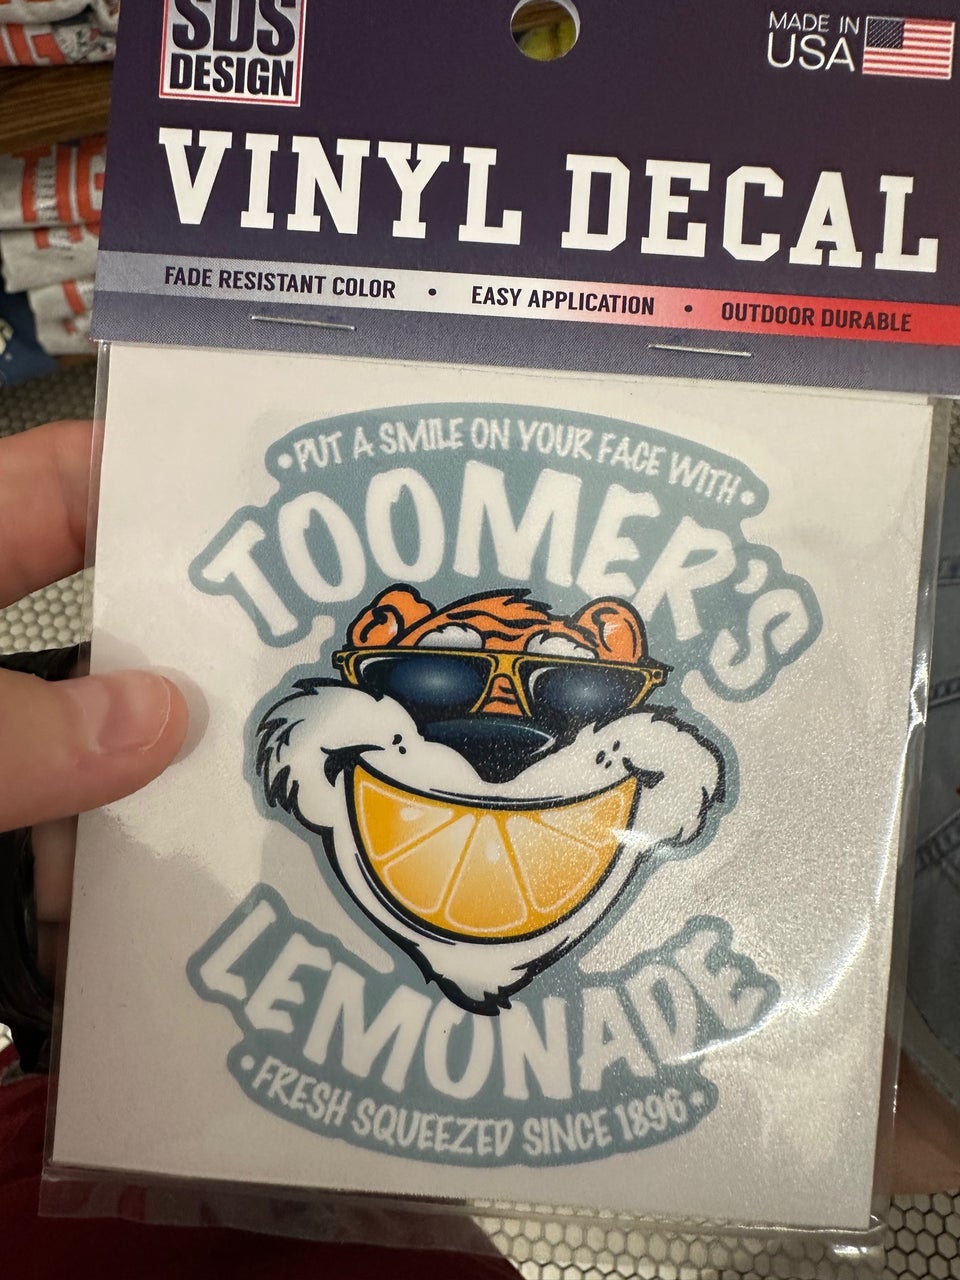 SDS
DESIGN
MADE IN
USA
VINYL DECAL
FADE RESISTANT COLOR • EASY APPLICATION • OUTDOOR DURABLE
• PUT A SMILE ON YOUR FACE WITH •
TOOMER'S
LEMONADE
• FRESH SQUEEZED SINCE 1896 •